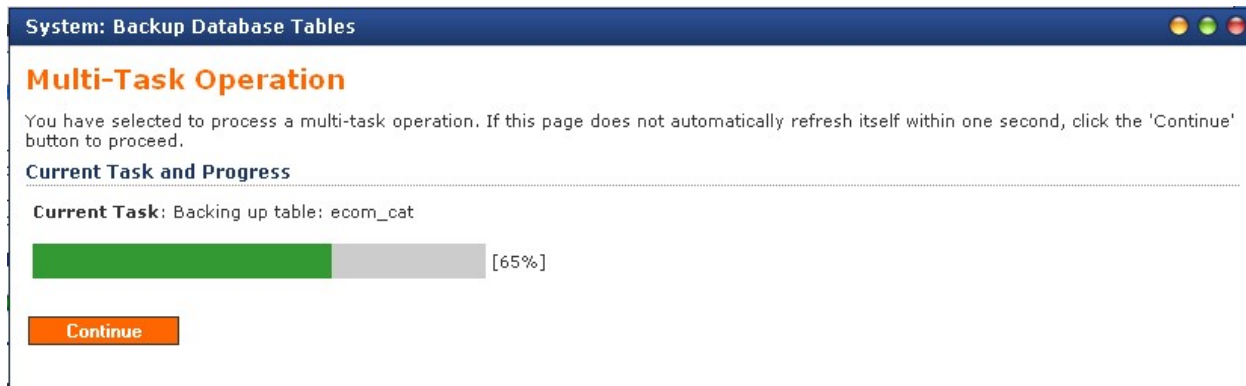 System: Backup Database Tables
Multi-Task Operation
You have selected to process a multi-task operation. If this page does not automatically refresh itself within one second, click the 'Continue'
button to proceed.
Current Task and Progress
Current Task: Backing up table: ecom_cat
[65%]
Continue